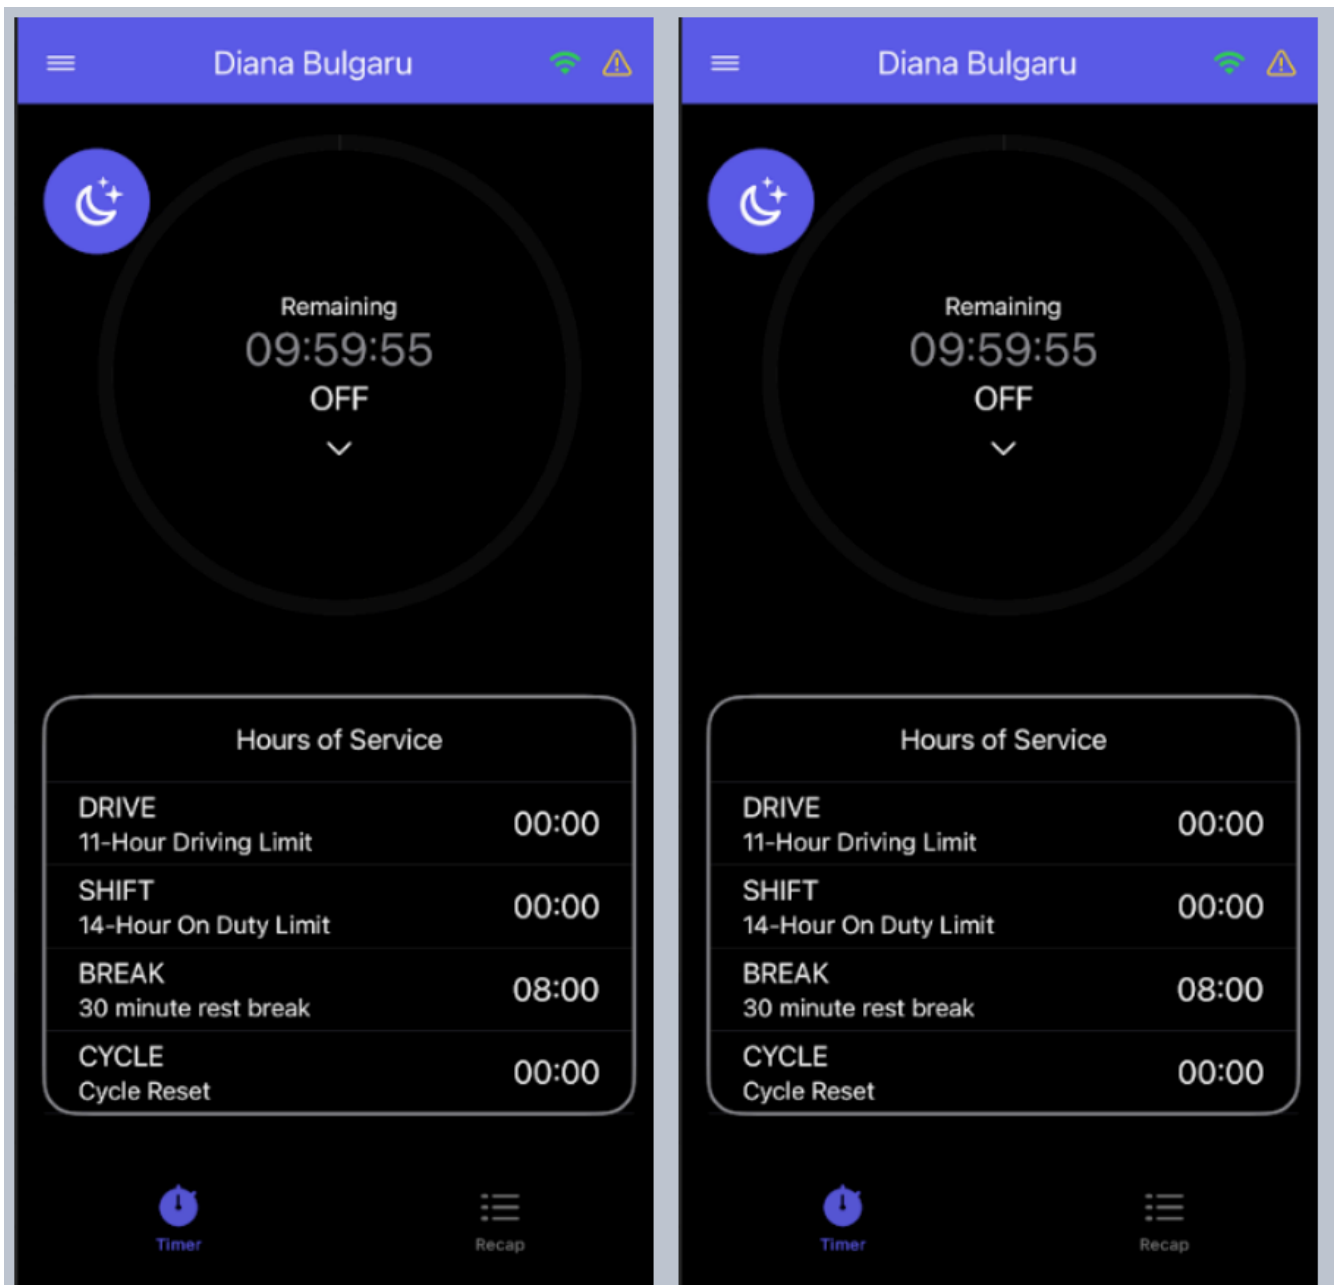 Diana Bulgaru
Remaining
09:59:55
OFF
Hours of Service
DRIVE
11-Hour Driving Limit
00:00
SHIFT
14-Hour On Duty Limit
00:00
BREAK
30 minute rest break
08:00
CYCLE
Cycle Reset
00:00
Timer
Recap
Diana Bulgaru
Remaining
09:59:55
OFF
Hours of Service
DRIVE
11-Hour Driving Limit
00:00
SHIFT
14-Hour On Duty Limit
00:00
BREAK
30 minute rest break
08:00
CYCLE
Cycle Reset
00:00
Timer
Recap